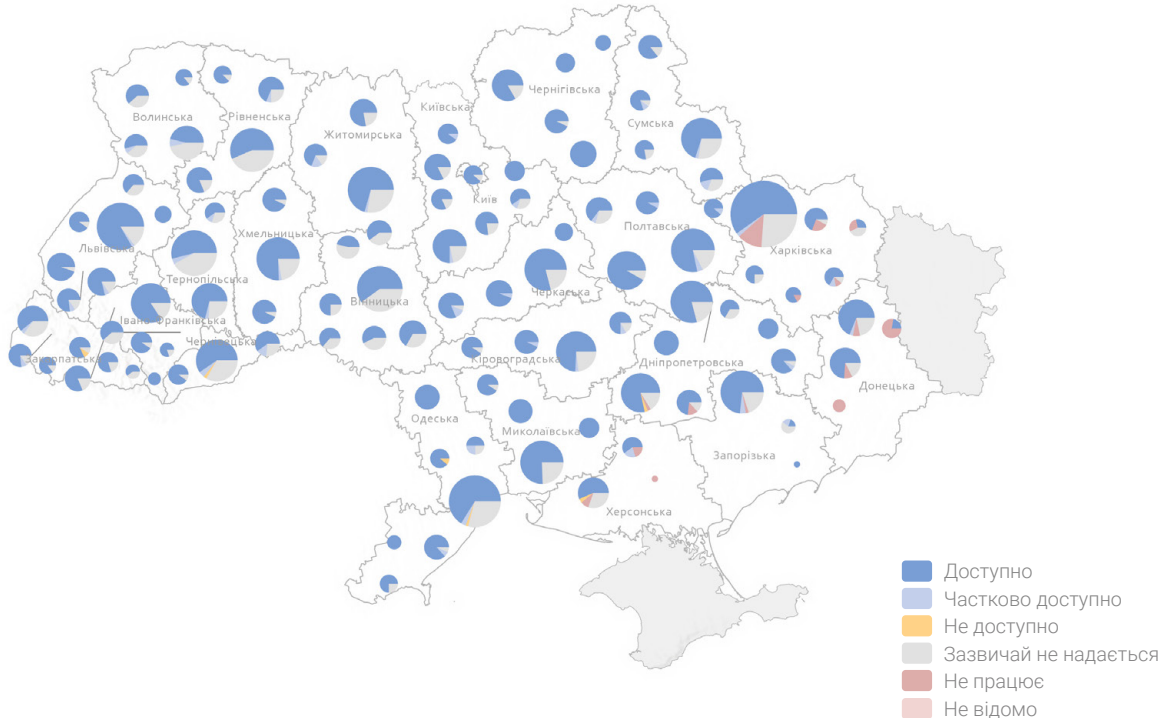 Чернігівська
Київська
Волинська
Рівненська
Житомирська
Сумська
Київ
Хмельницька
Полтавська
Львівська
Харківська
Тернопільська
Черкаська
Вінницька
Івано-Франківська
Чернівецька
Закарпатська
Кіровоградська
Дніпропетровська
Донецька
Одеська
Миколаївська
Запорізька
Херсонська
Доступно
Частково доступно
Не доступно
Зазвичай не надається
Не працює
Не відомо